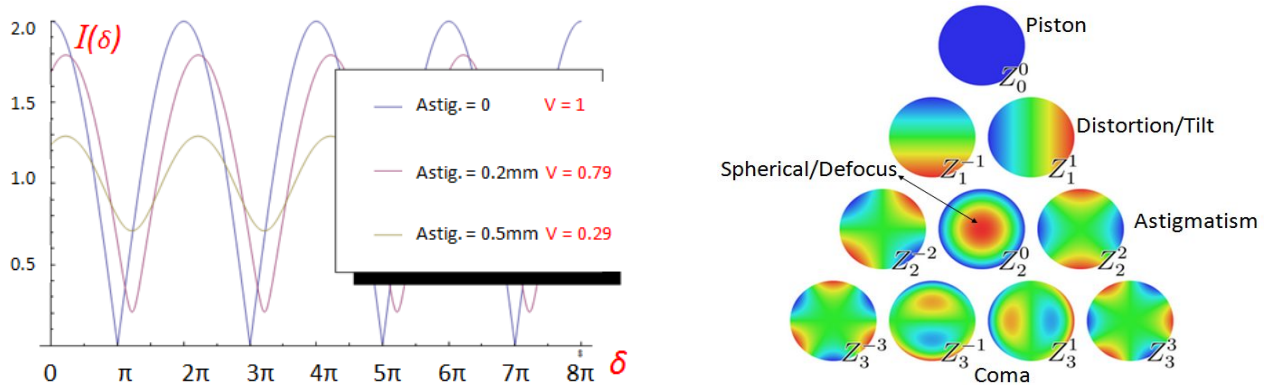 2.0
I(δ)
1.5
1.0
0.5
0 π 2π 3π 4π 5π 6π 7π 8π δ
Astig. = 0 V = 1
Astig. = 0.2mm V = 0.79
Astig. = 0.5mm V = 0.29
Piston
Z_0^0
Distortion/Tilt
Z_1^{-1} Z_1^1
Spherical/Defocus
Astigmatism
Z_2^{-2} Z_2^0 Z_2^2
Z_3^{-3} Z_3^{-1} Z_3^1 Z_3^3
Coma